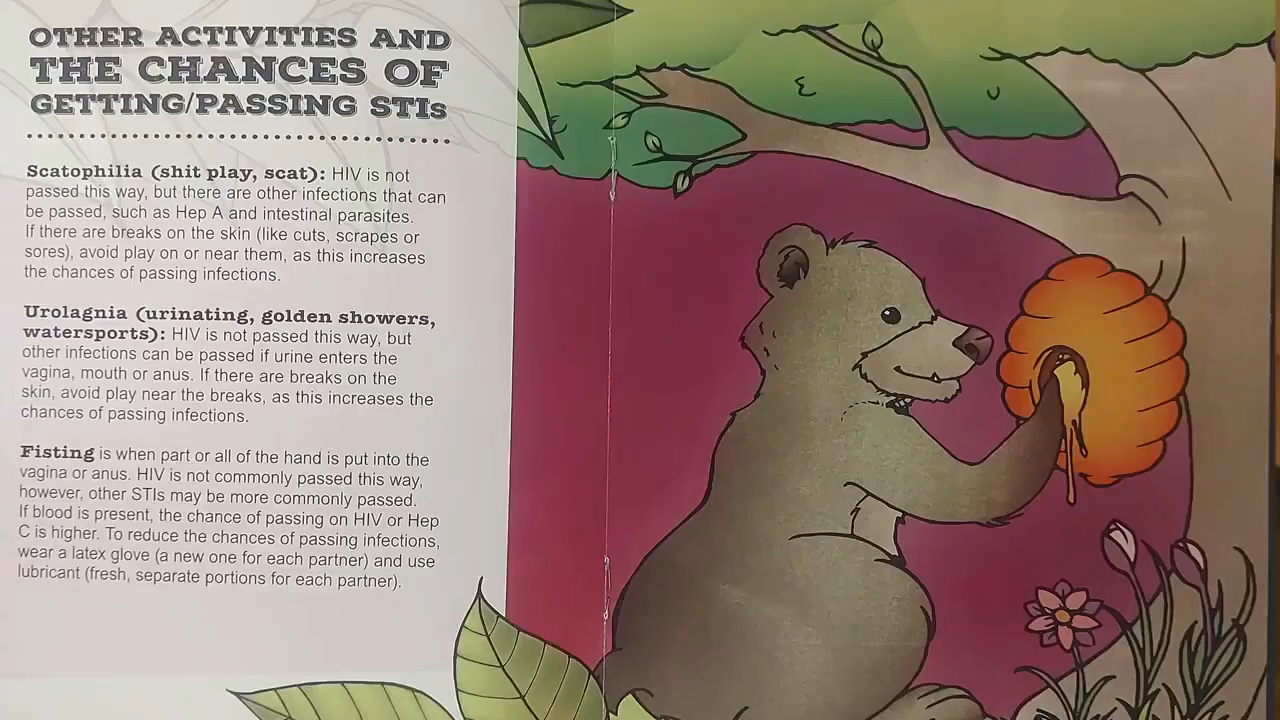 OTHER ACTIVITIES AND
THE CHANCES OF
GETTING/PASSING STIs
Scatophilia (shit play, scat): HIV is not
passed this way, but there are other infections that can
be passed, such as Hep A and intestinal parasites.
If there are breaks on the skin (like cuts, scrapes or
sores), avoid play on or near them, as this increases
the chances of passing infections.
Urolagnia (urinating, golden showers,
watersports): HIV is not passed this way, but
other infections can be passed if urine enters the
vagina, mouth or anus. If there are breaks on the
skin, avoid play near the breaks, as this increases the
chances of passing infections.
Fisting is when part or all of the hand is put into the
vagina or anus. HIV is not commonly passed this way,
however, other STIs may be more commonly passed.
If blood is present, the chance of passing on HIV or Hep
C is higher. To reduce the chances of passing infections,
wear a latex glove (a new one for each partner) and use
lubricant (fresh, separate portions for each partner).